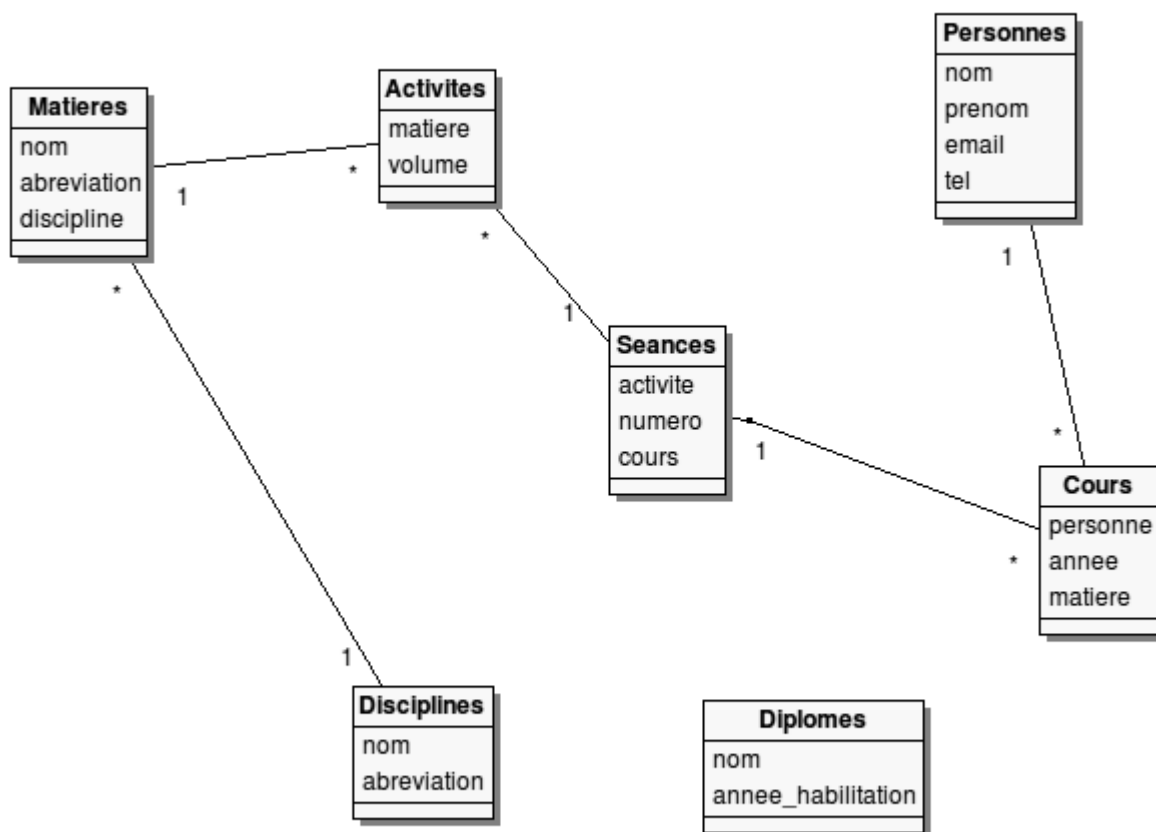 Personnes
nom
prenom
email
tel
Activites
matiere
volume
Matieres
nom
abreviation
discipline
1
*
*
*
1
1
Seances
activite
numero
cours
1
*
*
Cours
personne
annee
matiere
1
Disciplines
nom
abreviation
Diplomes
nom
annee_habilitation